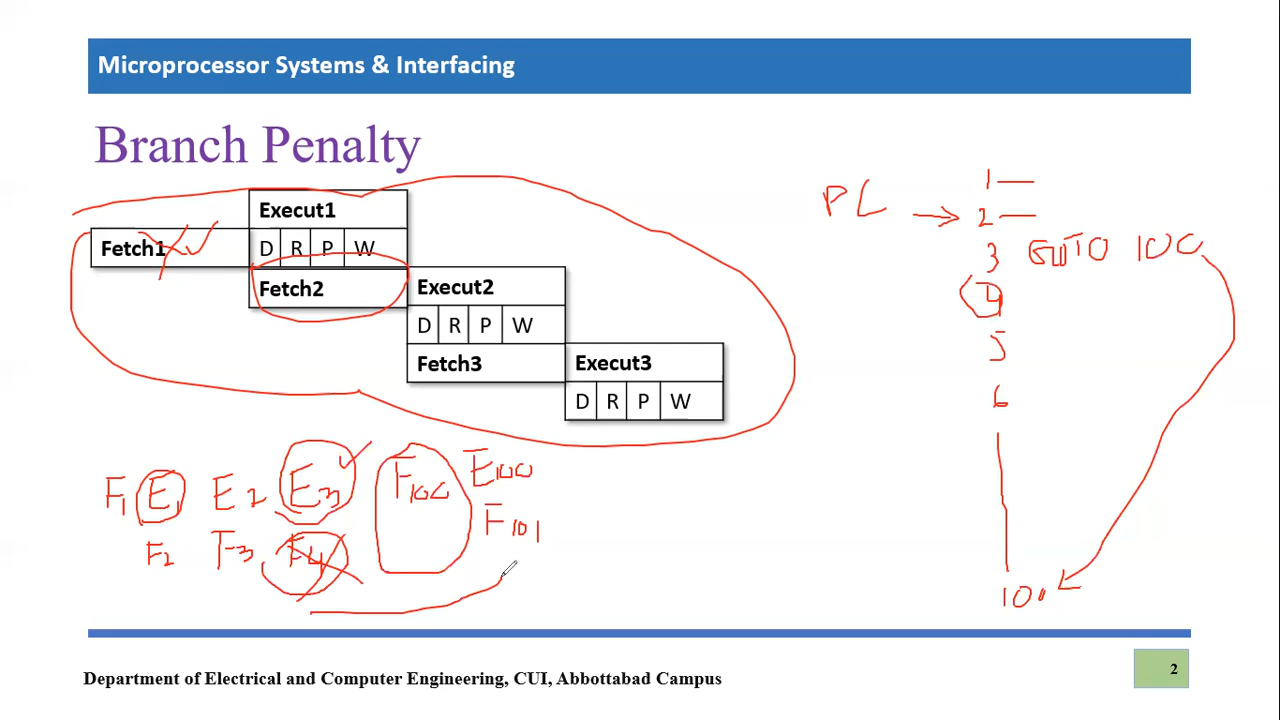 Microprocessor Systems & Interfacing
Branch Penalty
Execut1
Fetch1 D R P W
Fetch2 Execut2
D R P W
Fetch3 Execut3
D R P W
F1 E1 E2 E3 F100 E100
F2 F3 F4 F101
1
2
3 GOTO 100
4
5
6
Department of Electrical and Computer Engineering, CUI, Abbottabad Campus
2